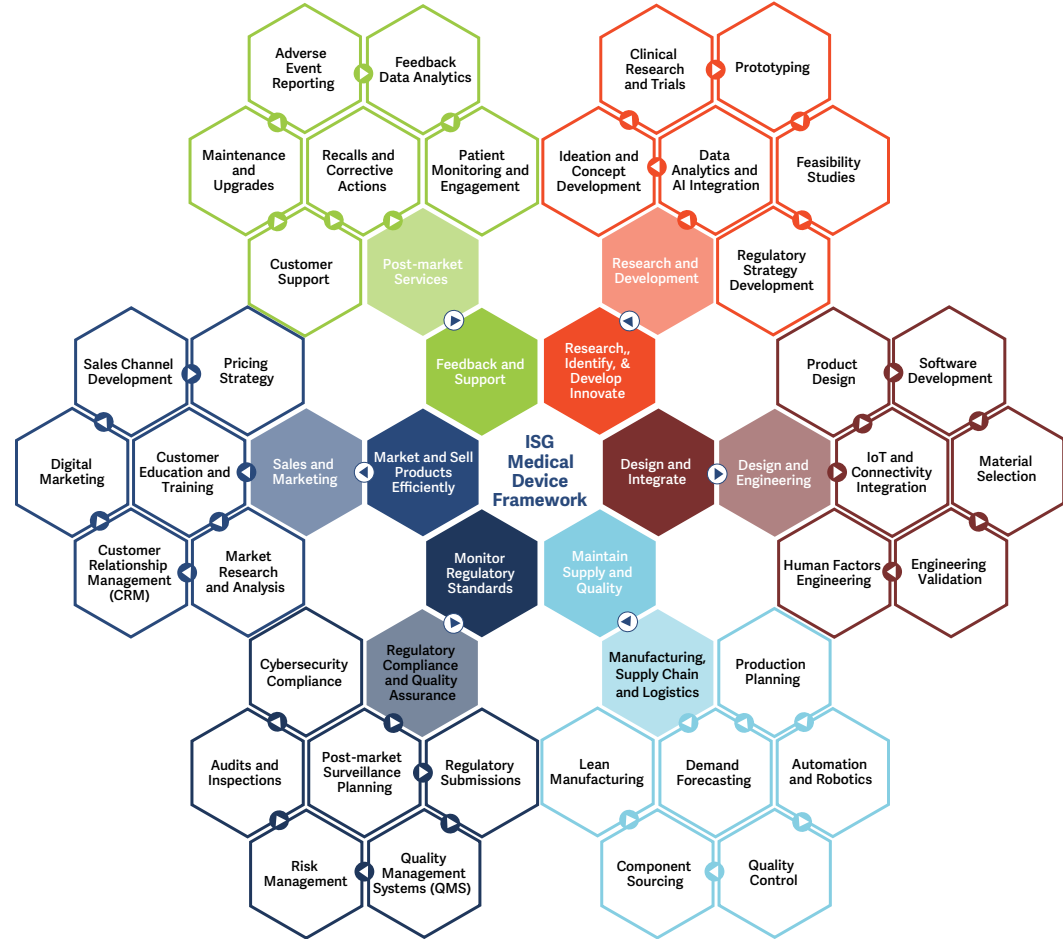 Adverse
Event
Reporting
Feedback
Data Analytics
Clinical
Research
and Trials
Prototyping
Maintenance
and
Upgrades
Recalls and
Corrective
Actions
Patient
Monitoring and
Engagement
Ideation and
Concept
Development
Data
Analytics and
AI Integration
Feasibility
Studies
Customer
Support
Post-market
Services
Research and
Development
Regulatory
Strategy
Development
Sales Channel
Development
Pricing
Strategy
Feedback and
Support
Research,,
Identify, &
Develop
Innovate
Product
Design
Software
Development
Digital
Marketing
Customer
Education and
Training
Sales and
Marketing
Market and Sell
Products
Efficiently
ISG
Medical
Device
Framework
Design and
Integrate
Design and
Engineering
IoT and
Connectivity
Integration
Material
Selection
Customer
Relationship
Management
(CRM)
Market
Research
and Analysis
Monitor
Regulatory
Standards
Maintain
Supply and
Quality
Human Factors
Engineering
Engineering
Validation
Cybersecurity
Compliance
Regulatory
Compliance
and Quality
Assurance
Manufacturing,
Supply Chain
and Logistics
Production
Planning
Audits and
Inspections
Post-market
Surveillance
Planning
Regulatory
Submissions
Lean
Manufacturing
Demand
Forecasting
Automation
and Robotics
Risk
Management
Quality
Management
Systems (QMS)
Component
Sourcing
Quality
Control